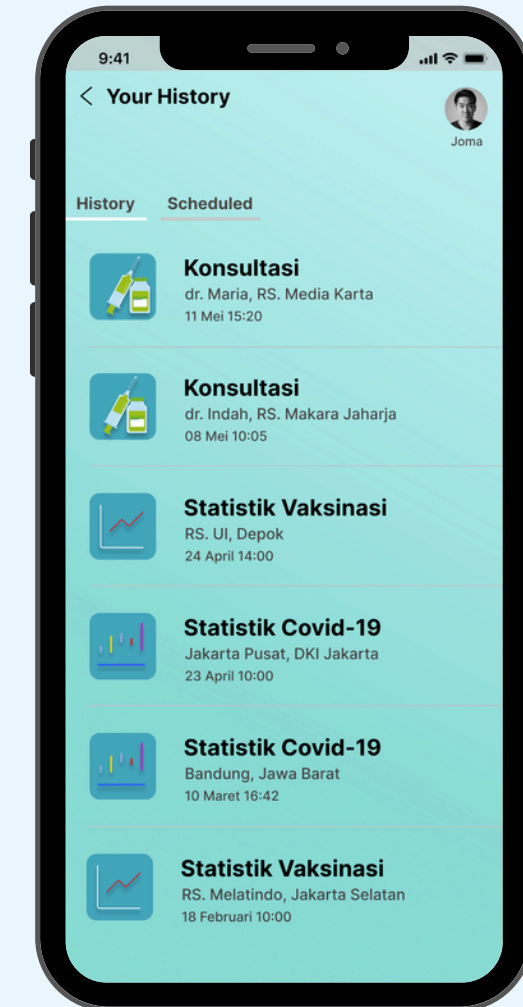 9:41
Your History
Joma
History Scheduled
Konsultasi
dr. Maria, RS. Media Karta
11 Mei 15:20
Konsultasi
dr. Indah, RS. Makara Jaharja
08 Mei 10:05
Statistik Vaksinasi
RS. UI, Depok
24 April 14:00
Statistik Covid-19
Jakarta Pusat, DKI Jakarta
23 April 10:00
Statistik Covid-19
Bandung, Jawa Barat
10 Maret 16:42
Statistik Vaksinasi
RS. Melatindo, Jakarta Selatan
18 Februari 10:00